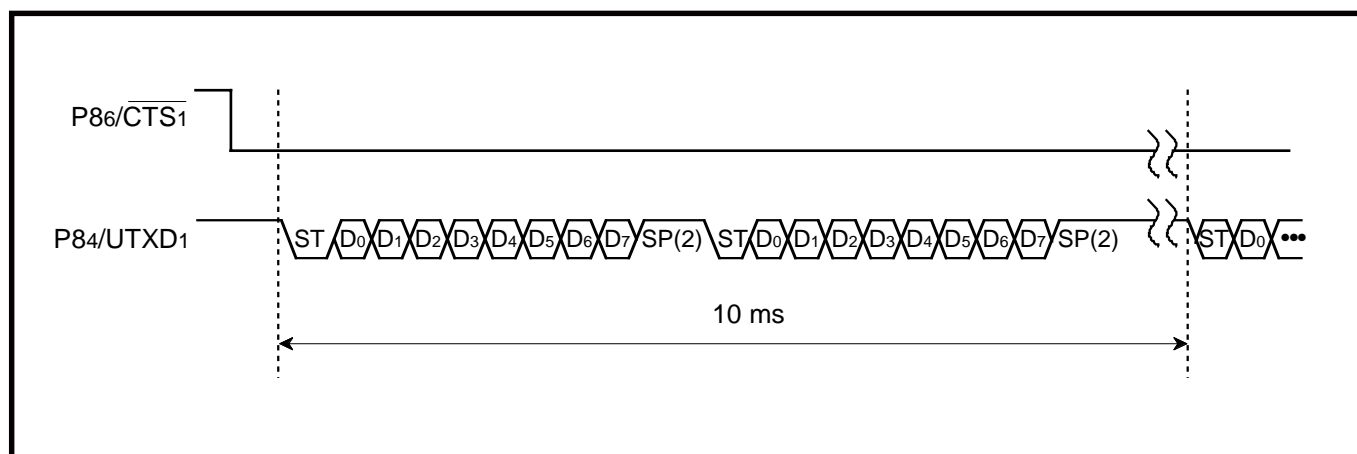 P86/CTS1
P84/UTXD1 ST D0 D1 D2 D3 D4 D5 D6 D7 SP(2) ST D0 D1 D2 D3 D4 D5 D6 D7 SP(2) ST D0 •••
10 ms